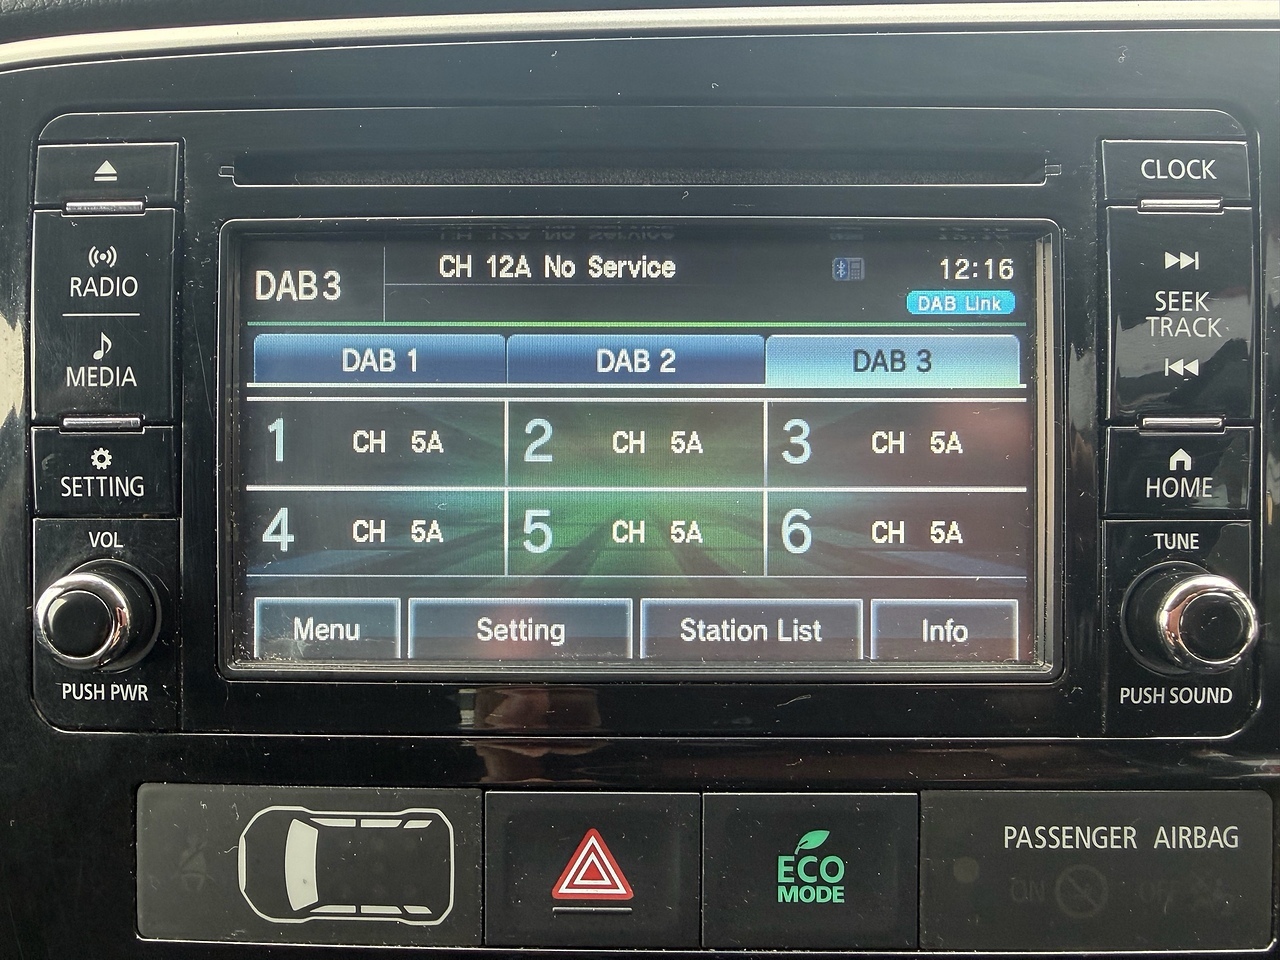 CLOCK
RADIO
MEDIA
SETTING
VOL
PUSH PWR
DAB3
CH 12A No Service
12:16
DAB Link
DAB 1
DAB 2
DAB 3
1 CH 5A
2 CH 5A
3 CH 5A
4 CH 5A
5 CH 5A
6 CH 5A
Menu
Setting
Station List
Info
SEEK
TRACK
HOME
TUNE
PUSH SOUND
ECO
MODE
PASSENGER AIRBAG
ON
OFF